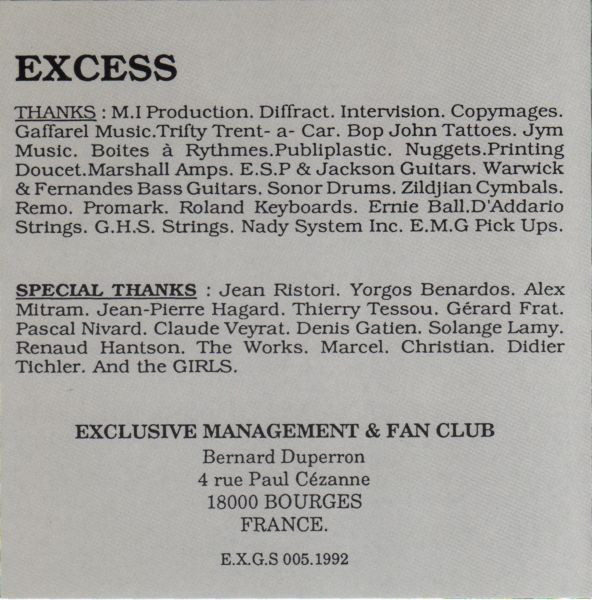 EXCESS
THANKS : M.I Production. Diffract. Intervision. Copymages.
Gaffarel Music.Trifty Trent- a- Car. Bop John Tattoes. Jym
Music. Boites à Rythmes.Publiplastic. Nuggets.Printing
Doucet.Marshall Amps. E.S.P & Jackson Guitars. Warwick
& Fernandes Bass Guitars. Sonor Drums. Zildjian Cymbals.
Remo. Promark. Roland Keyboards. Ernie Ball.D'Addario
Strings. G.H.S. Strings. Nady System Inc. E.M.G Pick Ups.
SPECIAL THANKS : Jean Ristori. Yorgos Benardos. Alex
Mitram. Jean-Pierre Hagard. Thierry Tessou. Gérard Frat.
Pascal Nivard. Claude Veyrat. Denis Gatien. Solange Lamy.
Renaud Hantson. The Works. Marcel. Christian. Didier
Tichler. And the GIRLS.
EXCLUSIVE MANAGEMENT & FAN CLUB
Bernard Duperron
4 rue Paul Cézanne
18000 BOURGES
FRANCE.
E.X.G.S 005.1992